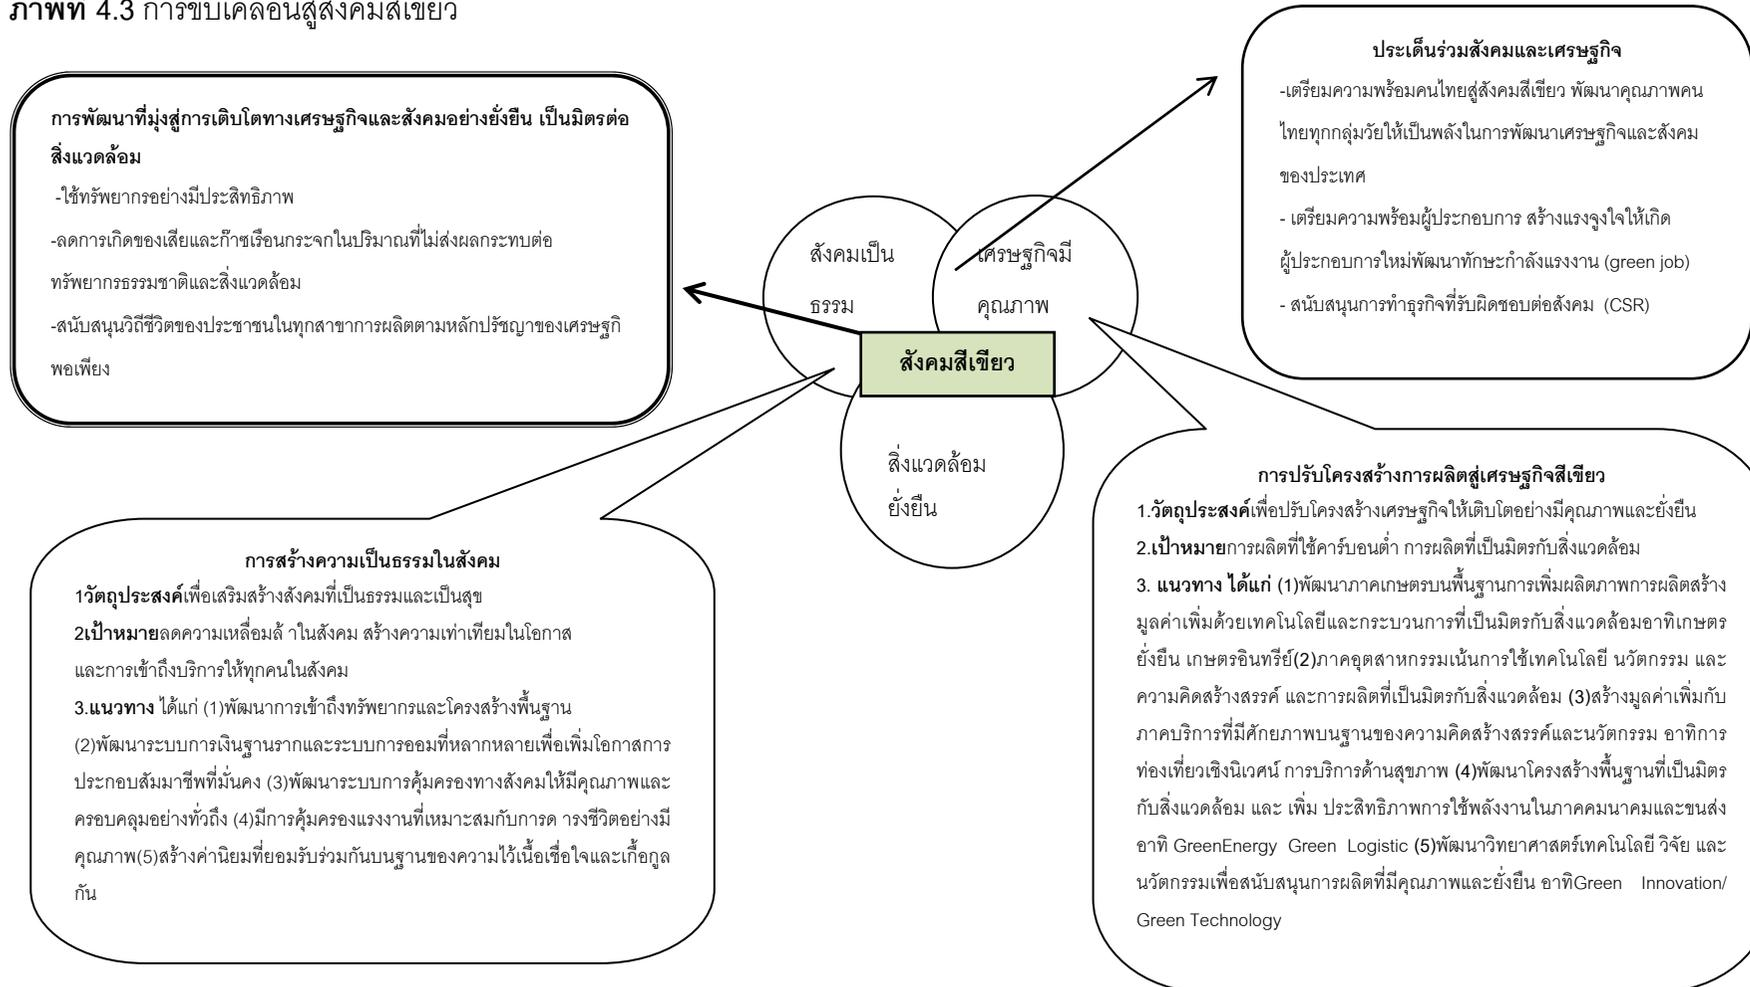 ภาพที่ 4.3 การขับเคลื่อนสู่สังคมสีเขียว
การพัฒนาที่มุ่งสู่การเติบโตทางเศรษฐกิจและสังคมอย่างยั่งยืน เป็นมิตรต่อ
สิ่งแวดล้อม
-ใช้ทรัพยากรอย่างมีประสิทธิภาพ
-ลดการเกิดของเสียและก๊าซเรือนกระจกในปริมาณที่ไม่ส่งผลกระทบต่อ
ทรัพยากรธรรมชาติและสิ่งแวดล้อม
-สนับสนุนวิถีชีวิตของประชาชนในทุกสาขาการผลิตตามหลักปรัชญาของเศรษฐกิ
พอเพียง
ประเด็นร่วมสังคมและเศรษฐกิจ
-เตรียมความพร้อมคนไทยสู่สังคมสีเขียว พัฒนาคุณภาพคน
ไทยทุกกลุ่มวัยให้เป็นพลังในการพัฒนาเศรษฐกิจและสังคม
ของประเทศ
- เตรียมความพร้อมผู้ประกอบการ สร้างแรงจูงใจให้เกิด
ผู้ประกอบการใหม่พัฒนาทักษะกำลังแรงงาน (green job)
- สนับสนุนการทำธุรกิจที่รับผิดชอบต่อสังคม (CSR)
สังคมเป็น
ธรรม
เศรษฐกิจมี
คุณภาพ
สังคมสีเขียว
สิ่งแวดล้อม
ยั่งยืน
การสร้างความเป็นธรรมในสังคม
1วัตถุประสงค์เพื่อเสริมสร้างสังคมที่เป็นธรรมและเป็นสุข
2เป้าหมายลดความเหลื่อมล้ าในสังคม สร้างความเท่าเทียมในโอกาส
และการเข้าถึงบริการให้ทุกคนในสังคม
3.แนวทาง ได้แก่ (1)พัฒนาการเข้าถึงทรัพยากรและโครงสร้างพื้นฐาน
(2)พัฒนาระบบการเงินฐานรากและระบบการออมที่หลากหลายเพื่อเพิ่มโอกาสการ
ประกอบสัมมาชีพที่มั่นคง (3)พัฒนาระบบการคุ้มครองทางสังคมให้มีคุณภาพและ
ครอบคลุมอย่างทั่วถึง (4)มีการคุ้มครองแรงงานที่เหมาะสมกับการด ารงชีวิตอย่างมี
คุณภาพ(5)สร้างค่านิยมที่ยอมรับร่วมกันบนฐานของความไว้เนื้อเชื่อใจและเกื้อกูล
กัน
การปรับโครงสร้างการผลิตสู่เศรษฐกิจสีเขียว
1.วัตถุประสงค์เพื่อปรับโครงสร้างเศรษฐกิจให้เติบโตอย่างมีคุณภาพและยั่งยืน
2.เป้าหมายการผลิตที่ใช้คาร์บอนต่ำ การผลิตที่เป็นมิตรกับสิ่งแวดล้อม
3. แนวทาง ได้แก่ (1)พัฒนาภาคเกษตรบนพื้นฐานการเพิ่มผลิตภาพการผลิตสร้าง
มูลค่าเพิ่มด้วยเทคโนโลยีและกระบวนการที่เป็นมิตรกับสิ่งแวดล้อมอาทิเกษตร
ยั่งยืน เกษตรอินทรีย์(2)ภาคอุตสาหกรรมเน้นการใช้เทคโนโลยี นวัตกรรม และ
ความคิดสร้างสรรค์ และการผลิตที่เป็นมิตรกับสิ่งแวดล้อม (3)สร้างมูลค่าเพิ่มกับ
ภาคบริการที่มีศักยภาพบนฐานของความคิดสร้างสรรค์และนวัตกรรม อาทิการ
ท่องเที่ยวเชิงนิเวศน์ การบริการด้านสุขภาพ (4)พัฒนาโครงสร้างพื้นฐานที่เป็นมิตร
กับสิ่งแวดล้อม และ เพิ่ม ประสิทธิภาพการใช้พลังงานในภาคคมนาคมและขนส่ง
อาทิ GreenEnergy Green Logistic (5)พัฒนาวิทยาศาสตร์เทคโนโลยี วิจัย และ
นวัตกรรมเพื่อสนับสนุนการผลิตที่มีคุณภาพและยั่งยืน อาทิGreen Innovation/
Green Technology